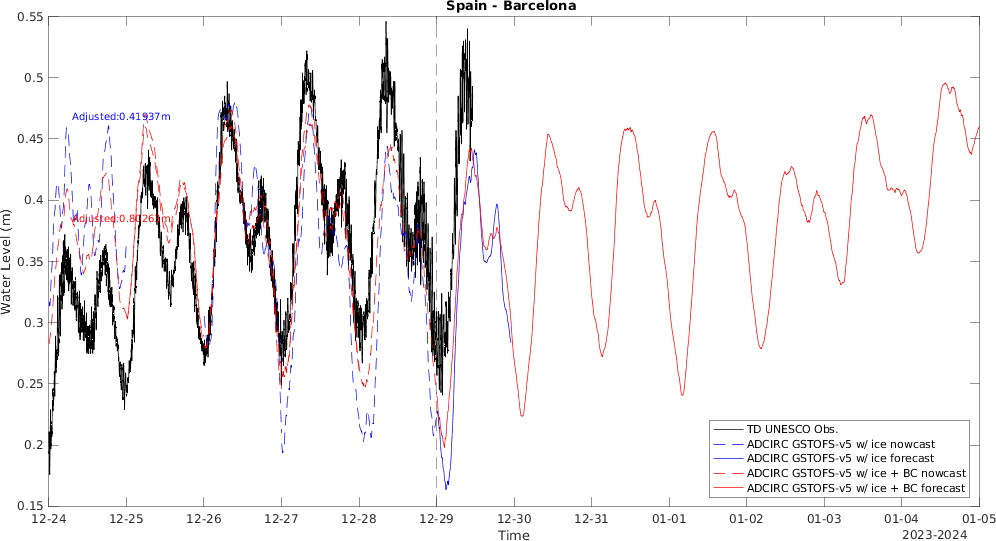 Spain - Barcelona
Water Level (m)
0.55
0.5
0.45
0.4
0.35
0.3
0.25
0.2
0.15
Adjusted:0.41937m
TD UNESCO Obs.
ADCIRC GSTOFS-v5 w/ ice nowcast
ADCIRC GSTOFS-v5 w/ ice forecast
ADCIRC GSTOFS-v5 w/ ice + BC nowcast
ADCIRC GSTOFS-v5 w/ ice + BC forecast
12-24 12-25 12-26 12-27 12-28 12-29 12-30 12-31 01-01 01-02 01-03 01-04 01-05
Time
2023-2024